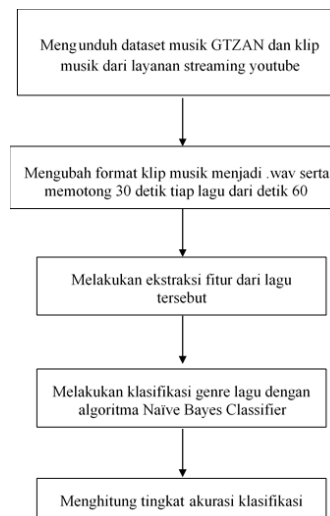 Mengunduh dataset musik GTZAN dan klip
musik dari layanan streaming youtube
Mengubah format klip musik menjadi .wav serta
memotong 30 detik tiap lagu dari detik 60
Melakukan ekstraksi fitur dari lagu
tersebut
Melakukan klasifikasi genre lagu dengan
algoritma Naïve Bayes Classifier
Menghitung tingkat akurasi klasifikasi